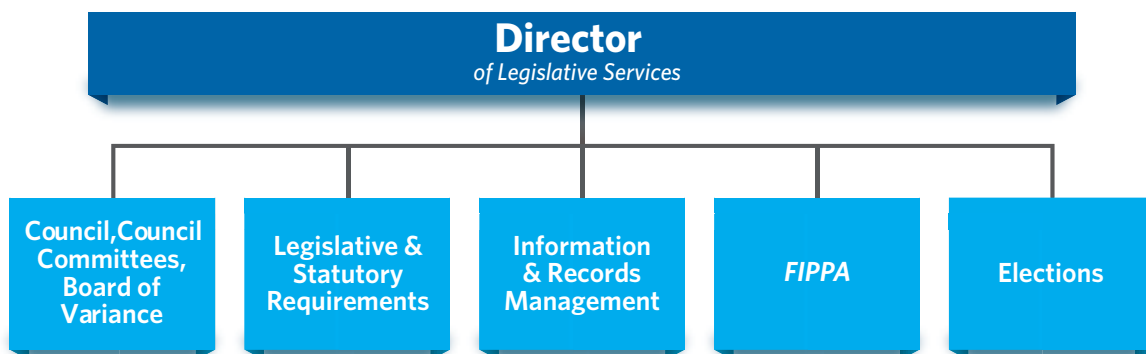 Director
of Legislative Services
Council,Council
Committees,
Board of
Variance
Legislative &
Statutory
Requirements
Information
& Records
Management
FIPPA
Elections